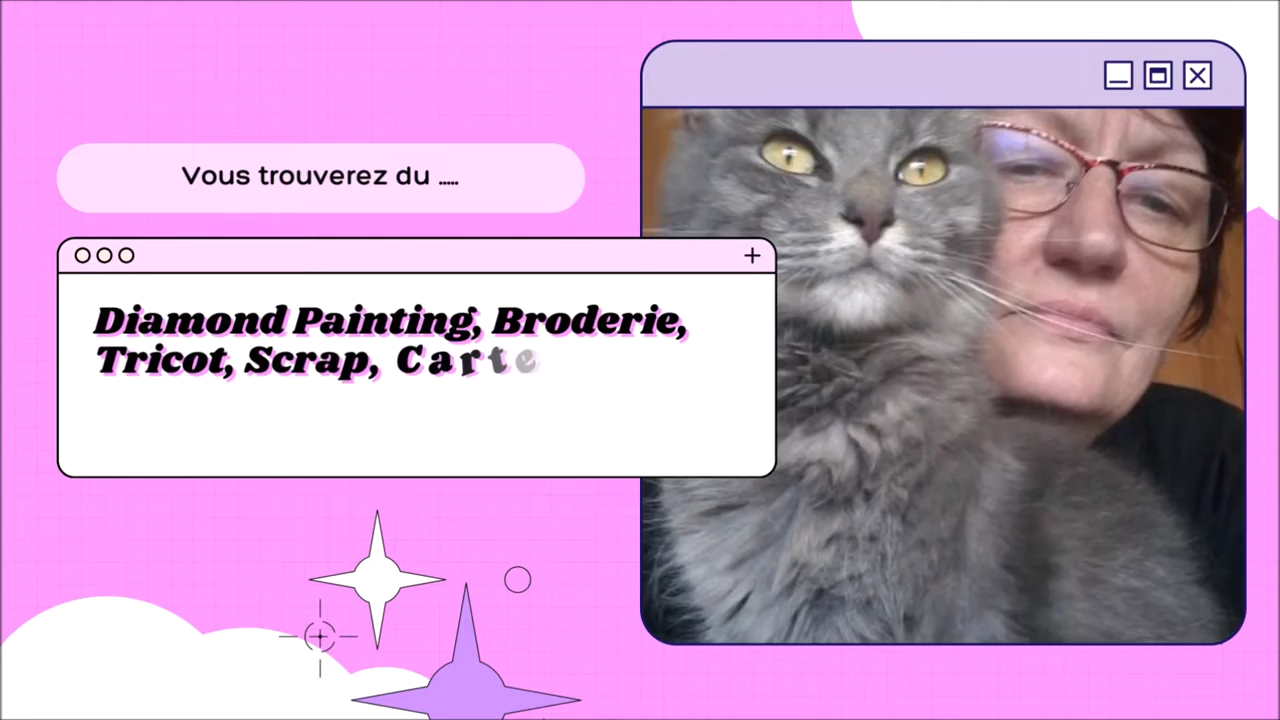 Vous trouverez du .....
Diamond Painting, Broderie,
Tricot, Scrap, Carte